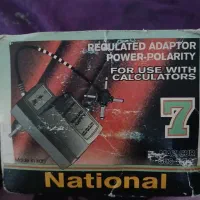 REGULATED ADAPTOR
POWER-POLARITY
FOR USE WITH
CALCULATORS
7
National